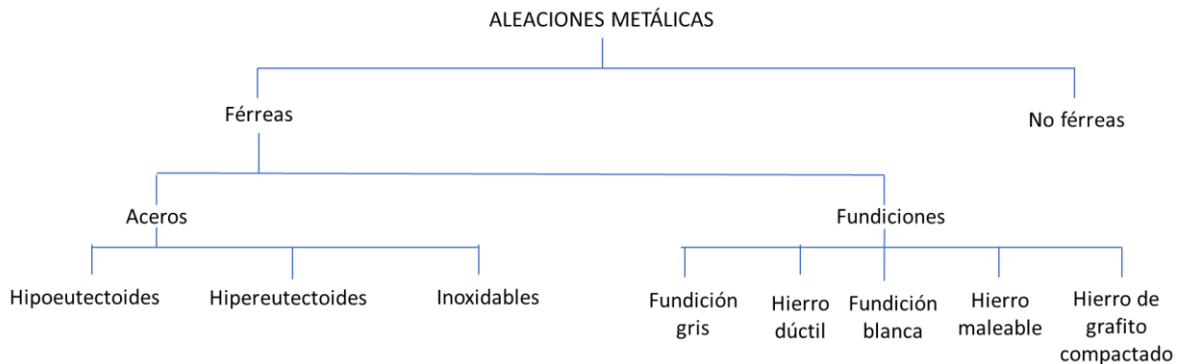 ALEACIONES METÁLICAS
Férreas
No férreas
Aceros
Fundiciones
Hipoeutectoides
Hipereutectoides
Inoxidables
Fundición
gris
Hierro
dúctil
Fundición
blanca
Hierro
maleable
Hierro de
grafito
compactado